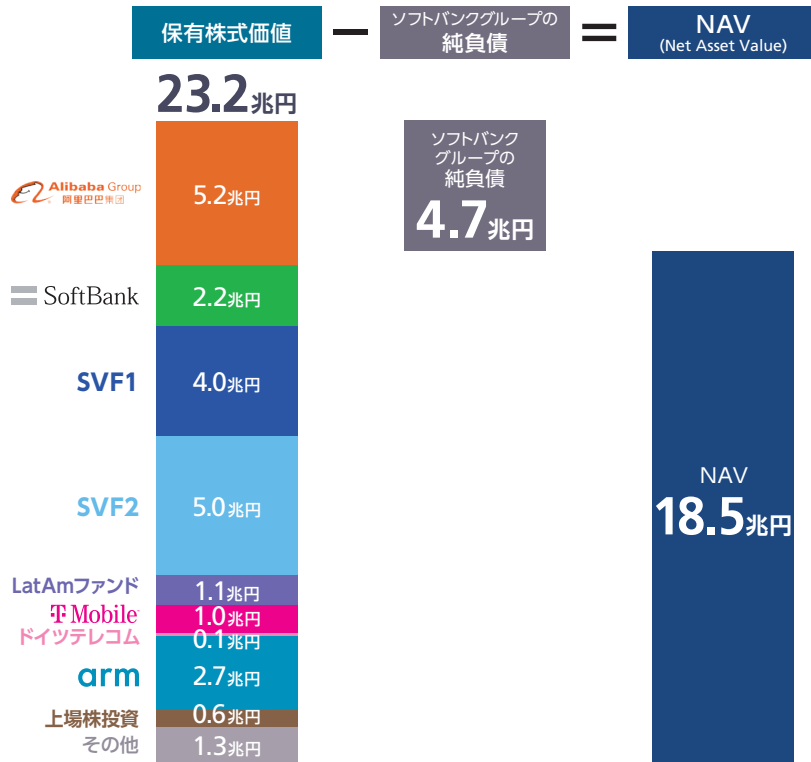 保有株式価値
ー
ソフトバンクグループの
純負債
=
NAV
(Net Asset Value)
23.2兆円
Alibaba Group
阿里巴巴集团
5.2兆円
SoftBank
2.2兆円
SVF1
4.0兆円
SVF2
5.0兆円
LatAmファンド
1.1兆円
T Mobile
1.0兆円
ドイツテレコム
0.1兆円
arm
2.7兆円
上場株投資
0.6兆円
その他
1.3兆円
ソフトバンク
グループの
純負債
4.7兆円
NAV
18.5兆円